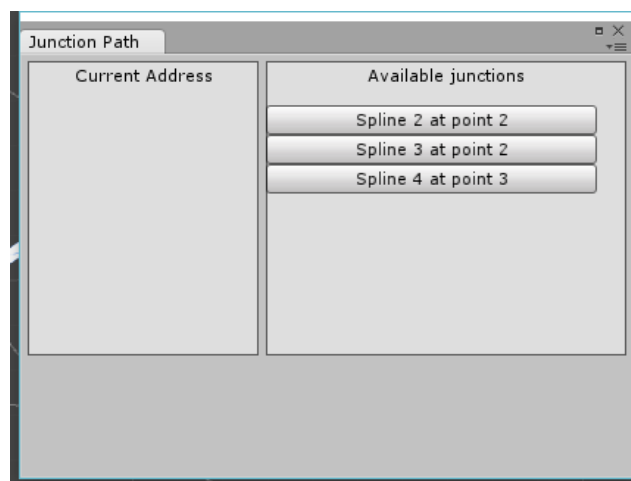 Junction Path
Current Address
Available junctions
Spline 2 at point 2
Spline 3 at point 2
Spline 4 at point 3